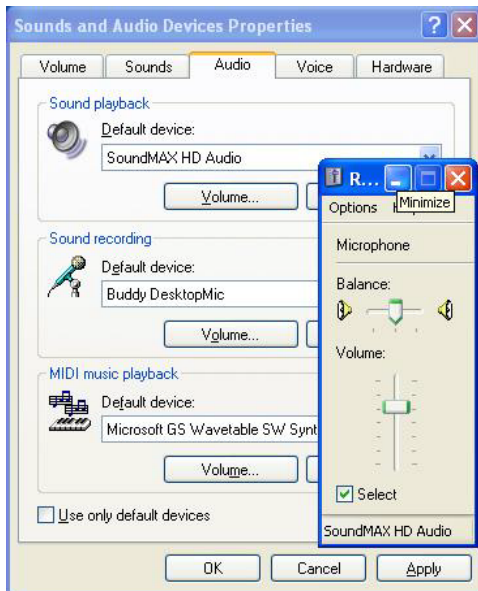 Sounds and Audio Devices Properties
Volume Sounds Audio Voice Hardware
Sound playback
Default device:
SoundMAX HD Audio
Volume...
Sound recording
Default device:
Buddy DesktopMic
Volume...
MIDI music playback
Default device:
Microsoft GS Wavetable SW Synt
Volume...
Use only default devices
OK Cancel Apply
R...
Minimize
Options
Microphone
Balance:
Volume:
Select
SoundMAX HD Audio